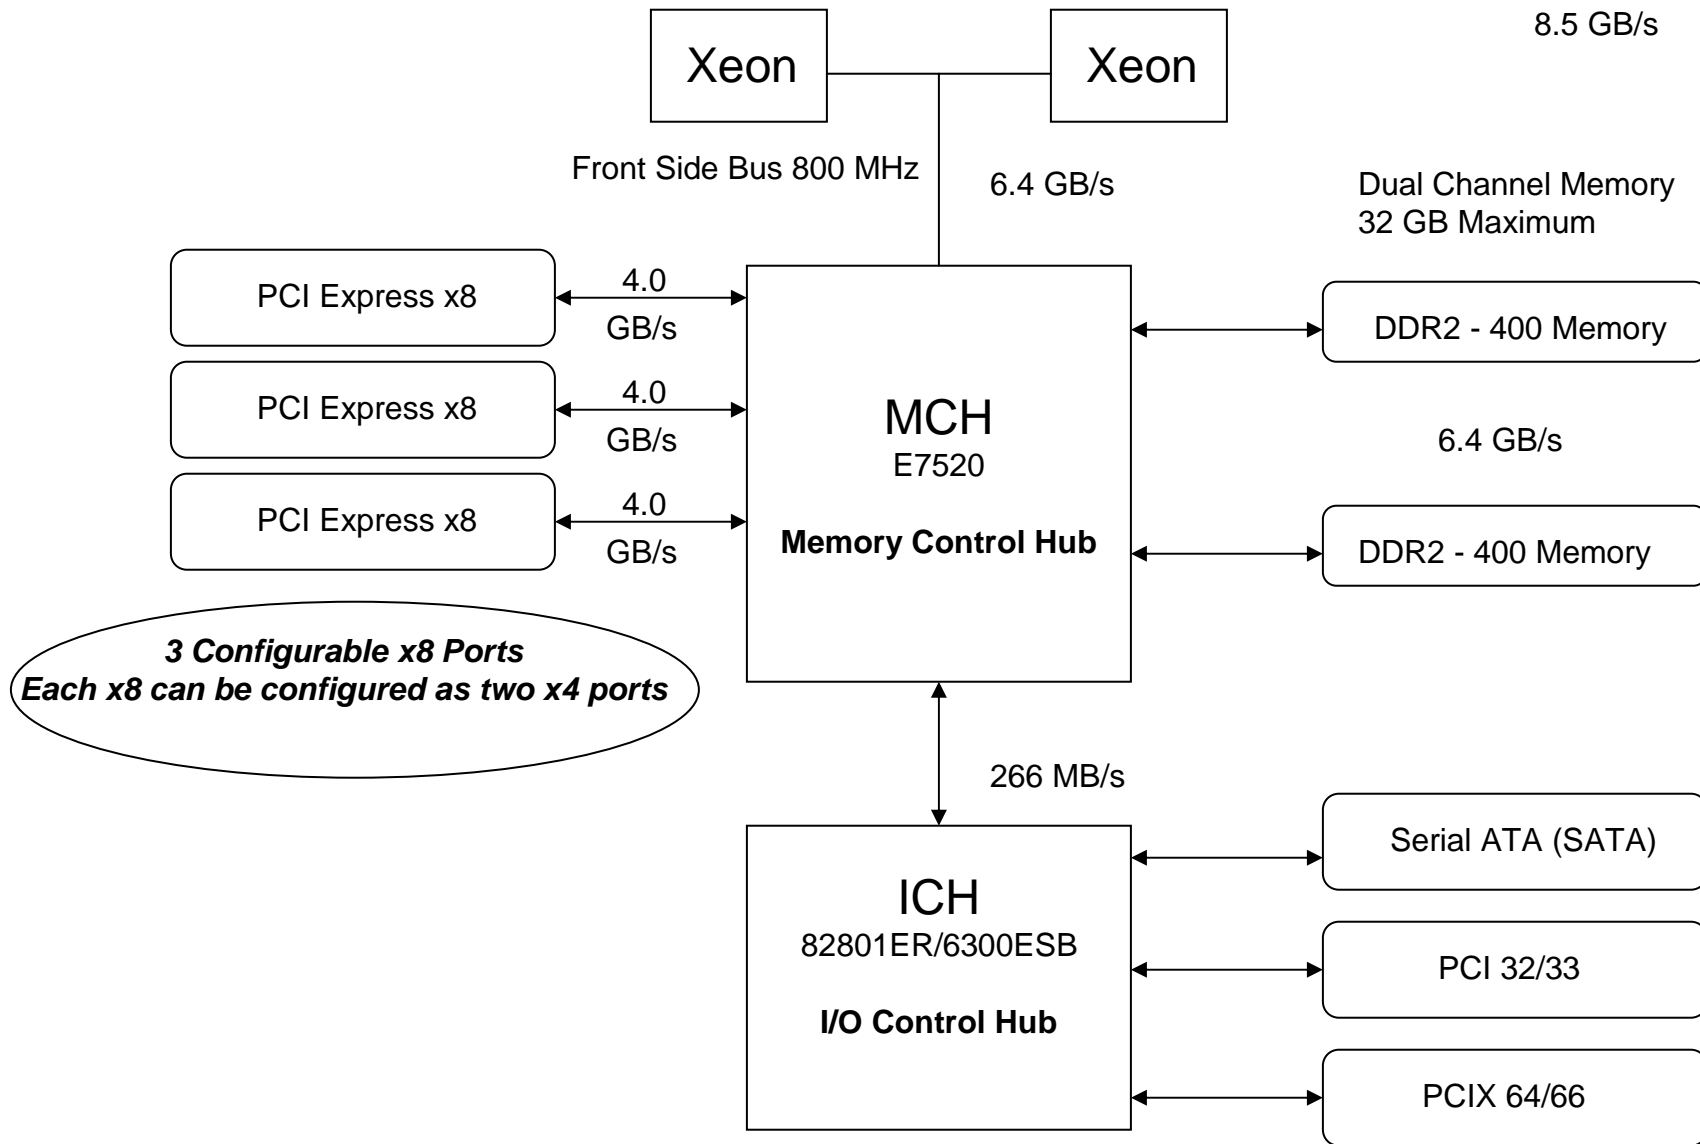 8.5 GB/s
Xeon
Xeon
Front Side Bus 800 MHz
6.4 GB/s
Dual Channel Memory
32 GB Maximum
PCI Express x8
4.0
GB/s
PCI Express x8
4.0
GB/s
PCI Express x8
4.0
GB/s
MCH
E7520
Memory Control Hub
DDR2 - 400 Memory
6.4 GB/s
DDR2 - 400 Memory
3 Configurable x8 Ports
Each x8 can be configured as two x4 ports
266 MB/s
ICH
82801ER/6300ESB
I/O Control Hub
Serial ATA (SATA)
PCI 32/33
PCIX 64/66